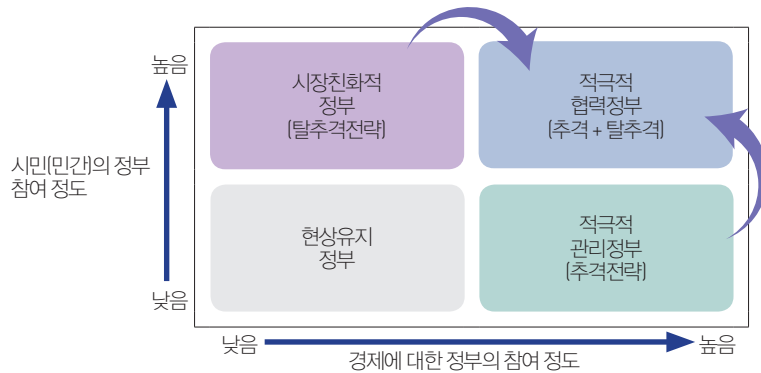 높음
시민(민간)의 정부
참여 정도
낮음
시장친화적
정부
(탈추격전략)
적극적
협력정부
(추격 + 탈추격)
현상유지
정부
적극적
관리정부
(추격전략)
낮음
높음
경제에 대한 정부의 참여 정도